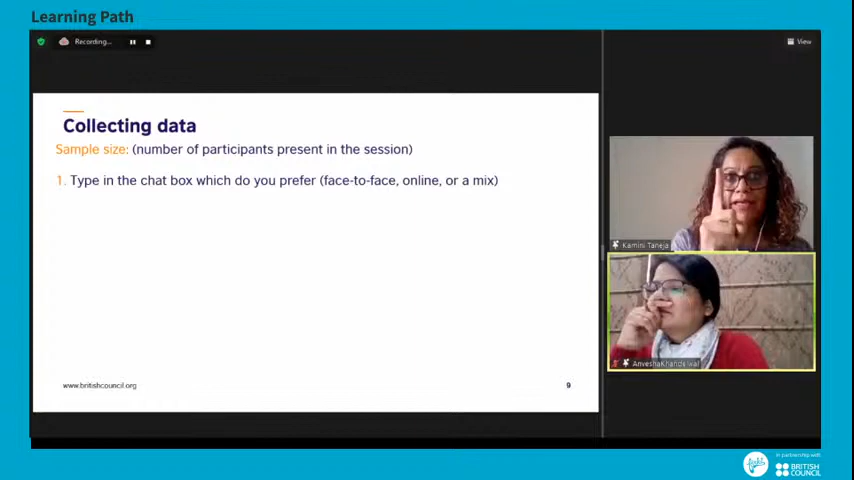 Learning Path
Recording...
View
Collecting data
Sample size: (number of participants present in the session)
1. Type in the chat box which do you prefer (face-to-face, online, or a mix)
Kamini Taneja
AnveshaKhandelwal
www.britishcouncil.org
9
in partnership with
BRITISH
COUNCIL